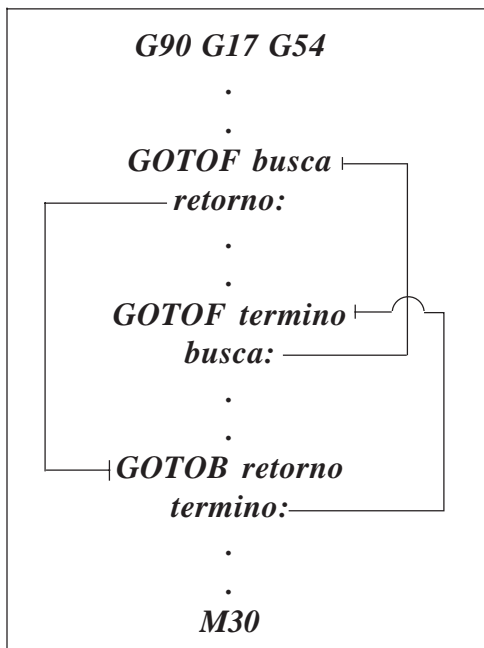 G90 G17 G54
.
.
GOTOF busca
retorno:
.
.
GOTOF termino
busca:
.
.
GOTOB retorno
termino:
.
.
M30